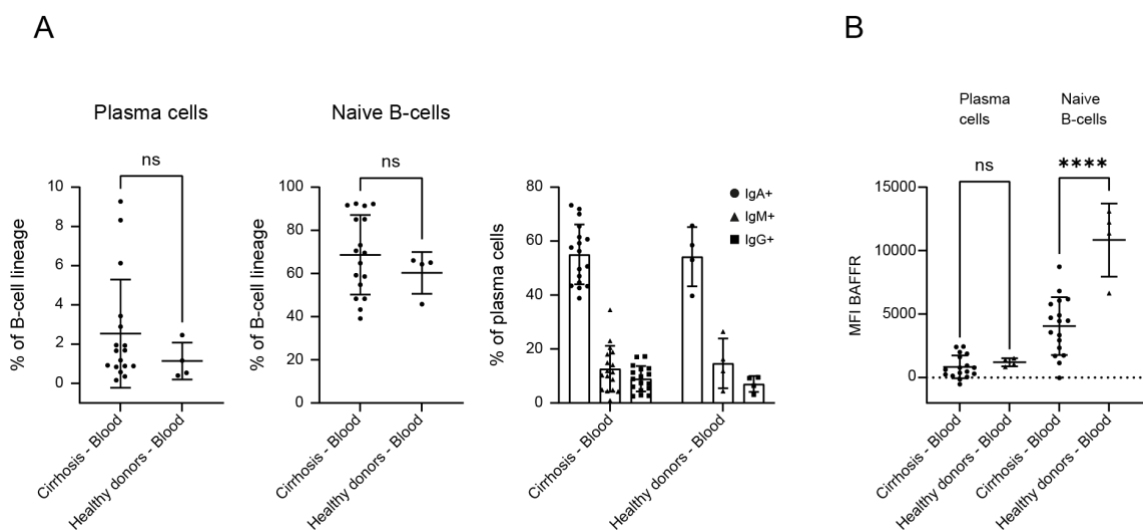 A
B
Plasma cells
Naive B-cells
Plasma
cells
Naive
B-cells
ns
ns
ns
****
% of B-cell lineage
10
8
6
4
2
0
Cirrhosis - Blood
Healthy donors - Blood
% of B-cell lineage
100
80
60
40
20
0
Cirrhosis - Blood
Healthy donors - Blood
% of plasma cells
80
60
40
20
0
IgA+
IgM+
IgG+
Cirrhosis - Blood
Healthy donors - Blood
MFI BAFFR
15000
10000
5000
0
Cirrhosis - Blood
Healthy donors - Blood
Cirrhosis - Blood
Healthy donors - Blood